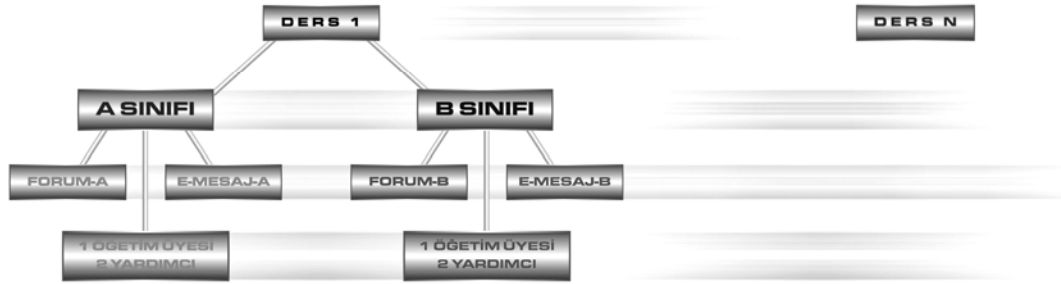 DERS 1
DERS N
A SINIFI
B SINIFI
FORUM-A
E-MESAJ-A
FORUM-B
E-MESAJ-B
1 ÖGETİM ÜYESİ
2 YARDIMCI
1 ÖĞETİM ÜYESİ
2 YARDIMCI